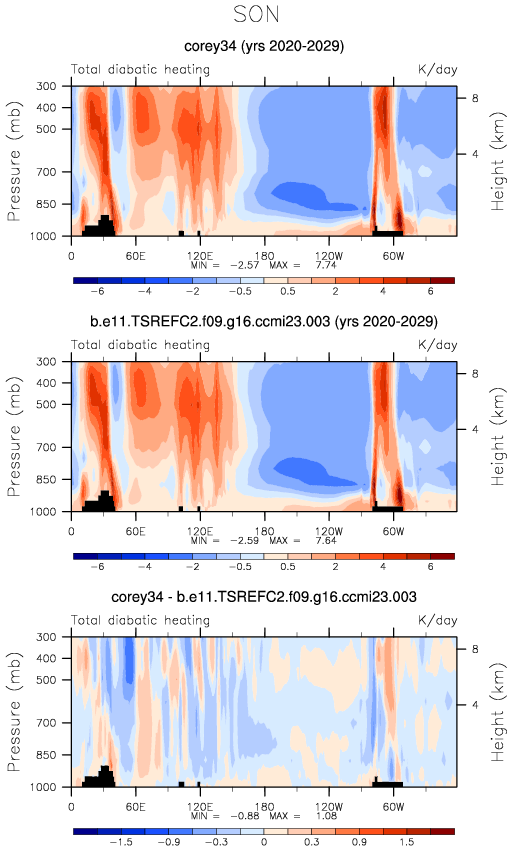 SON
corey34 (yrs 2020-2029)
Total diabatic heating K/day
300
400
500
700
850
1000
Pressure (mb)
8
4
Height (km)
0 60E 120E 180 120W 60W
MIN = -2.57 MAX = 7.74
-6 -4 -2 -1 -0.5 0.5 1 2 4 6
b.e11.TSREFC2.f09.g16.ccmi23.003 (yrs 2020-2029)
Total diabatic heating K/day
300
400
500
700
850
1000
Pressure (mb)
8
4
Height (km)
0 60E 120E 180 120W 60W
MIN = -2.59 MAX = 7.64
-6 -4 -2 -1 -0.5 0.5 1 2 4 6
corey34 - b.e11.TSREFC2.f09.g16.ccmi23.003
Total diabatic heating K/day
300
400
500
700
850
1000
Pressure (mb)
8
4
Height (km)
0 60E 120E 180 120W 60W
MIN = -0.88 MAX = 1.08
-1.5 -0.9 -0.3 0 0.3 0.9 1.5